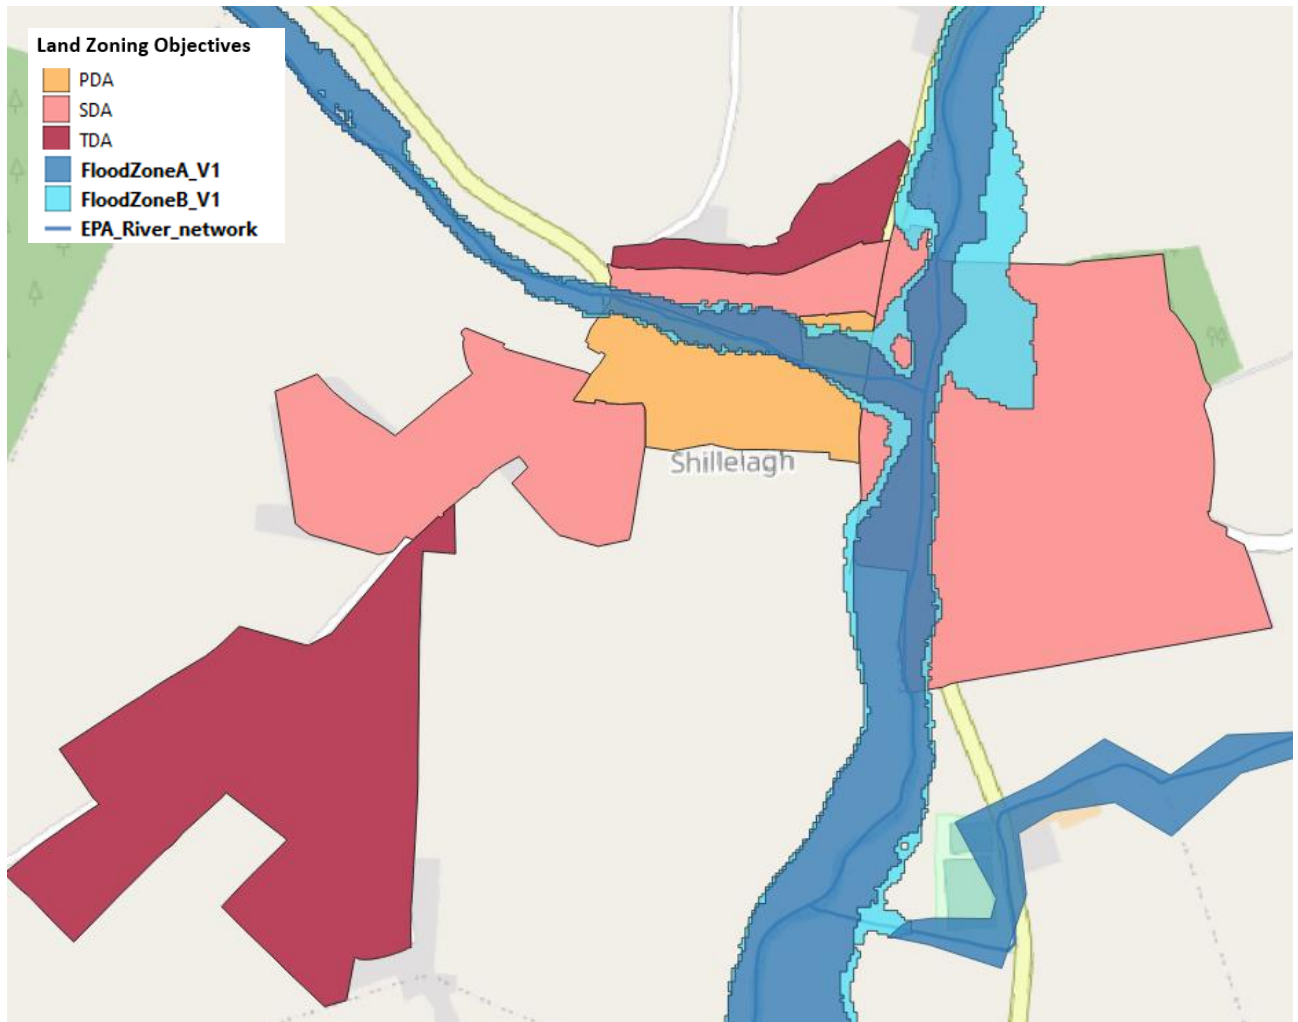 Land Zoning Objectives
PDA
SDA
TDA
FloodZoneA_V1
FloodZoneB_V1
EPA_River_network
Shillelagh